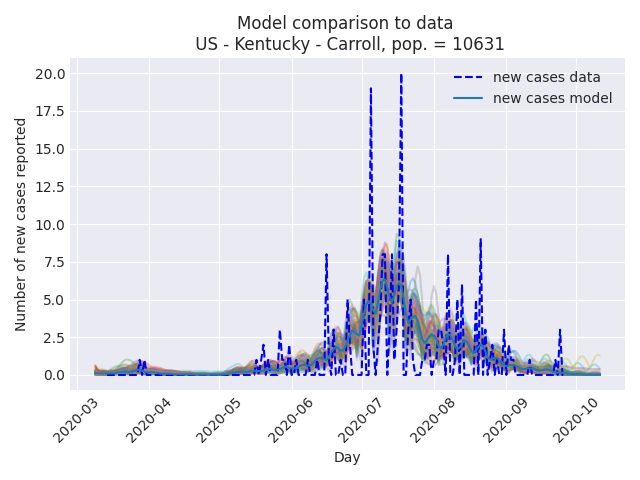 Model comparison to data
US - Kentucky - Carroll, pop. = 10631
new cases data
new cases model
20.0
17.5
15.0
12.5
10.0
7.5
5.0
2.5
0.0
Number of new cases reported
2020-03
2020-04
2020-05
2020-06
2020-07
2020-08
2020-09
2020-10
Day